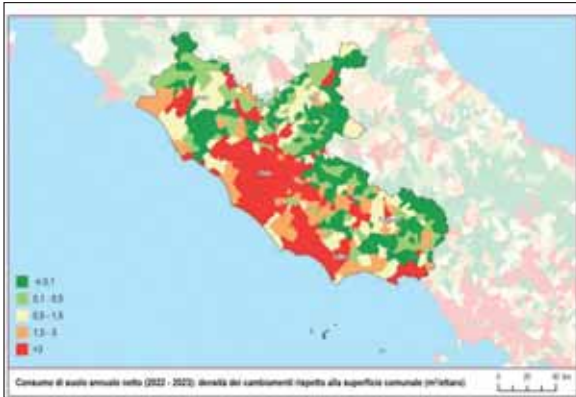 < 0,1
0,1 - 0,5
0,5 - 1,5
1,5 - 3
>3
0 20 40 km
Consumo di suolo annuale netto (2022 - 2023): densità dei cambiamenti rispetto alla superficie comunale (m²/ettaro)